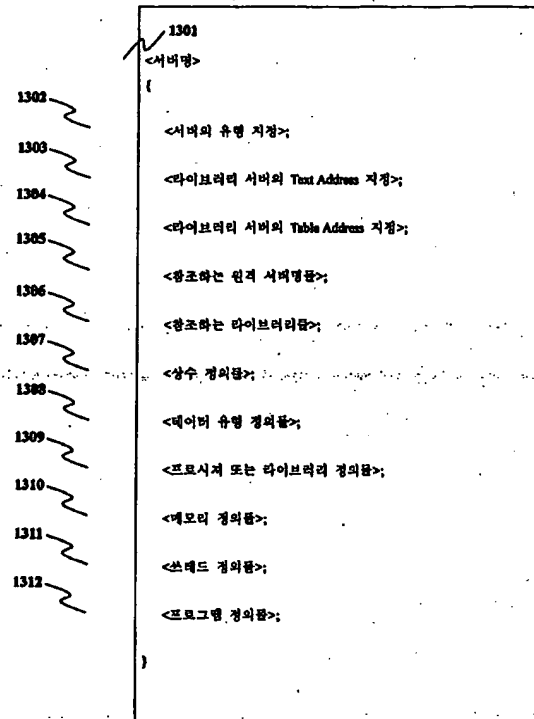 1301
<서버명>
{
1302
<서버의 유형 지정>;
1303
<라이브러리 서버의 Text Address 지정>;
1304
<라이브러리 서버의 Table Address 지정>;
1305
<참조하는 원격 서버명들>;
1306
<참조하는 라이브러리들>;
1307
<상수 정의들>;
1308
<데이터 유형 정의들>;
1309
<프로시저 또는 라이브러리 정의들>;
1310
<메모리 정의들>;
1311
<쓰레드 정의들>;
1312
<프로그램 정의들>;
}